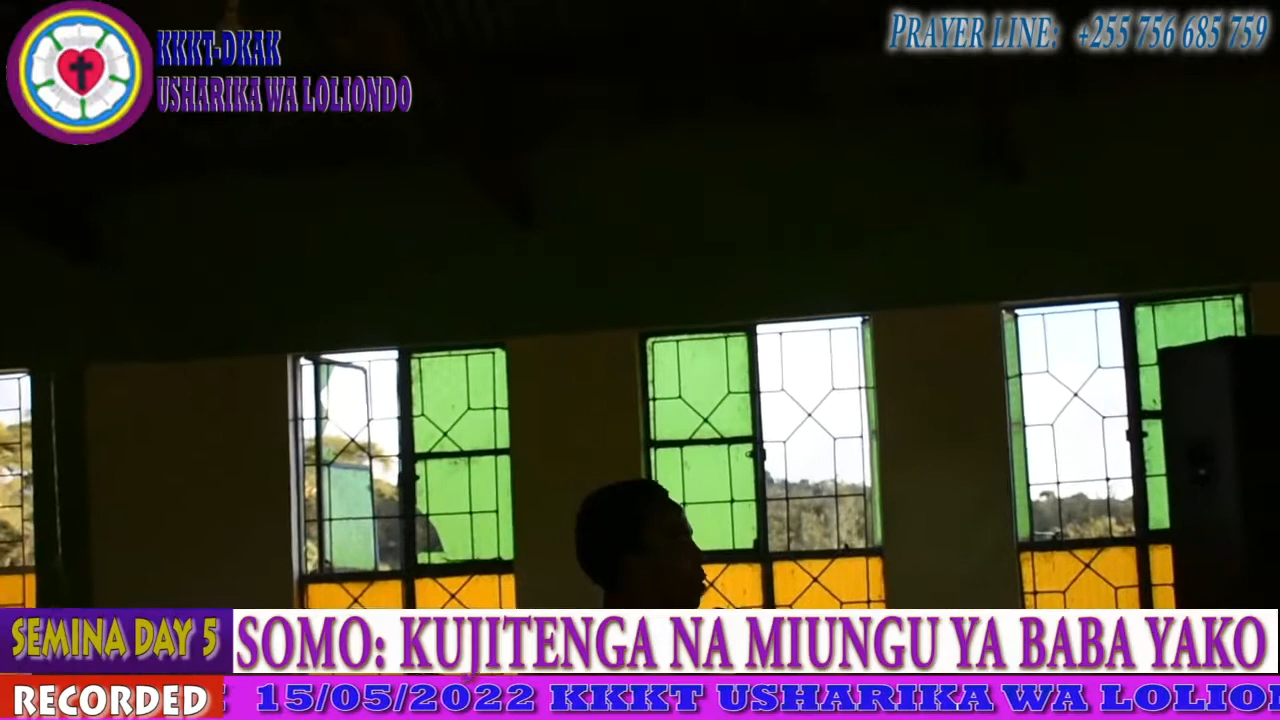 KKKT-DKAK
USHARIKA WA LOLIONDO
PRAYER LINE: +255 756 685 759
SEMINA DAY 5
SOMO: KUJITENGA NA MIUNGU YA BABA YAKO
RECORDED
15/05/2022 KKKT USHARIKA WA